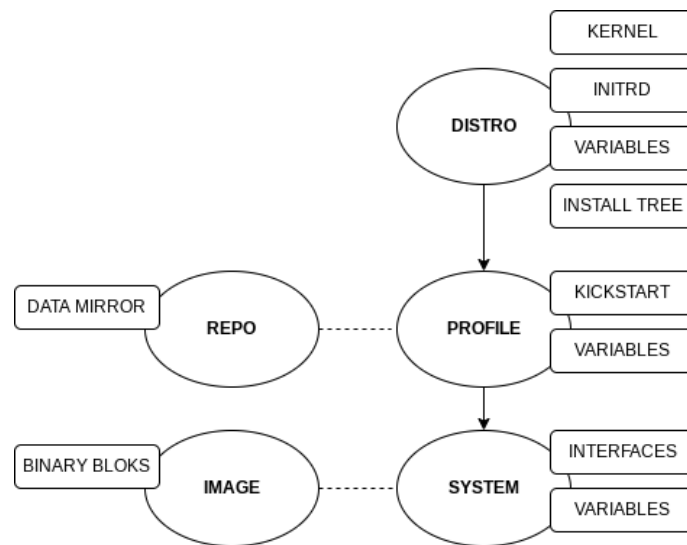 KERNEL
INITRD
DISTRO
VARIABLES
INSTALL TREE
DATA MIRROR
KICKSTART
REPO
PROFILE
VARIABLES
BINARY BLOKS
INTERFACES
IMAGE
SYSTEM
VARIABLES